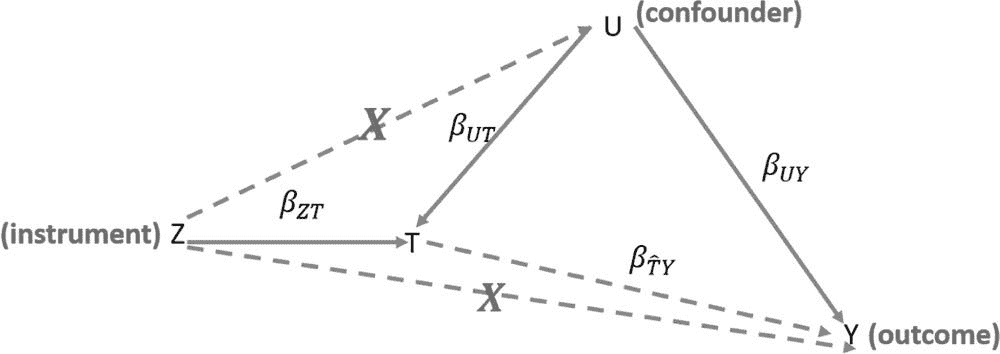 U (confounder)
X
β_UT
β_UY
β_ZT
(instrument) Z
T
β_T̂Y
X
Y (outcome)